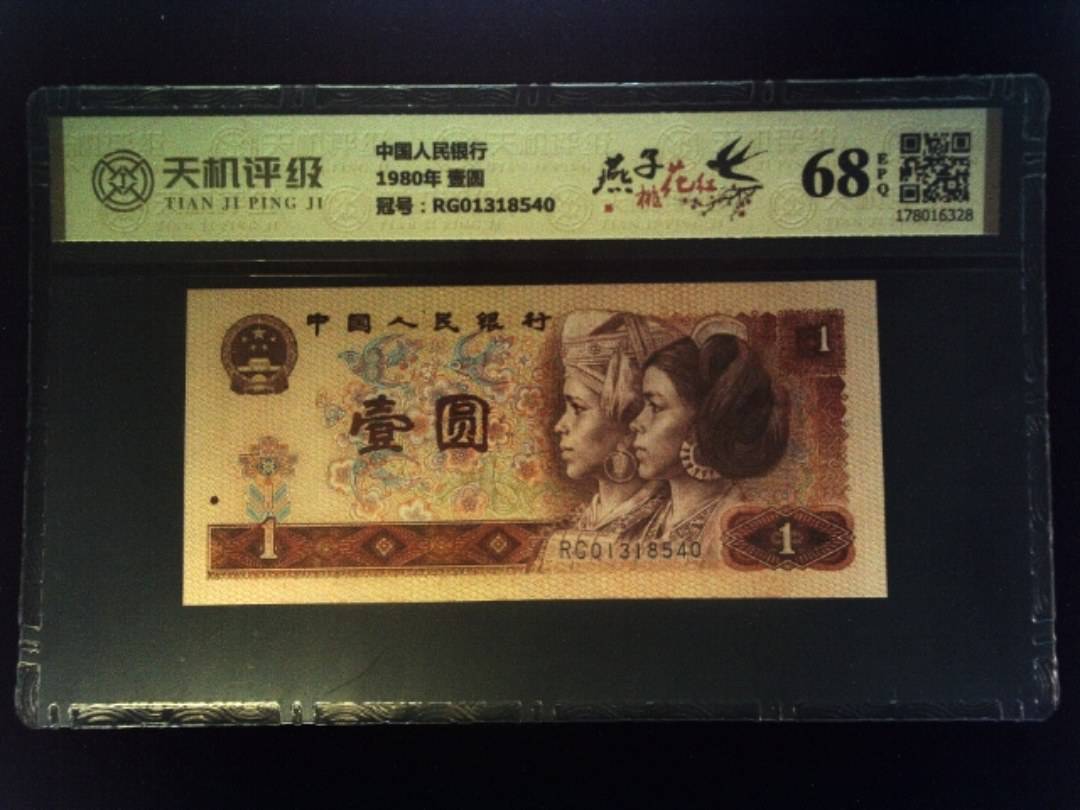 天机评级
TIAN JI PING JI
中国人民银行
1980年 壹圆
冠号：RG01318540
燕子
桃花红
68
EPQ
178016328
中国人民银行
1
壹圆
1
RG01318540
1